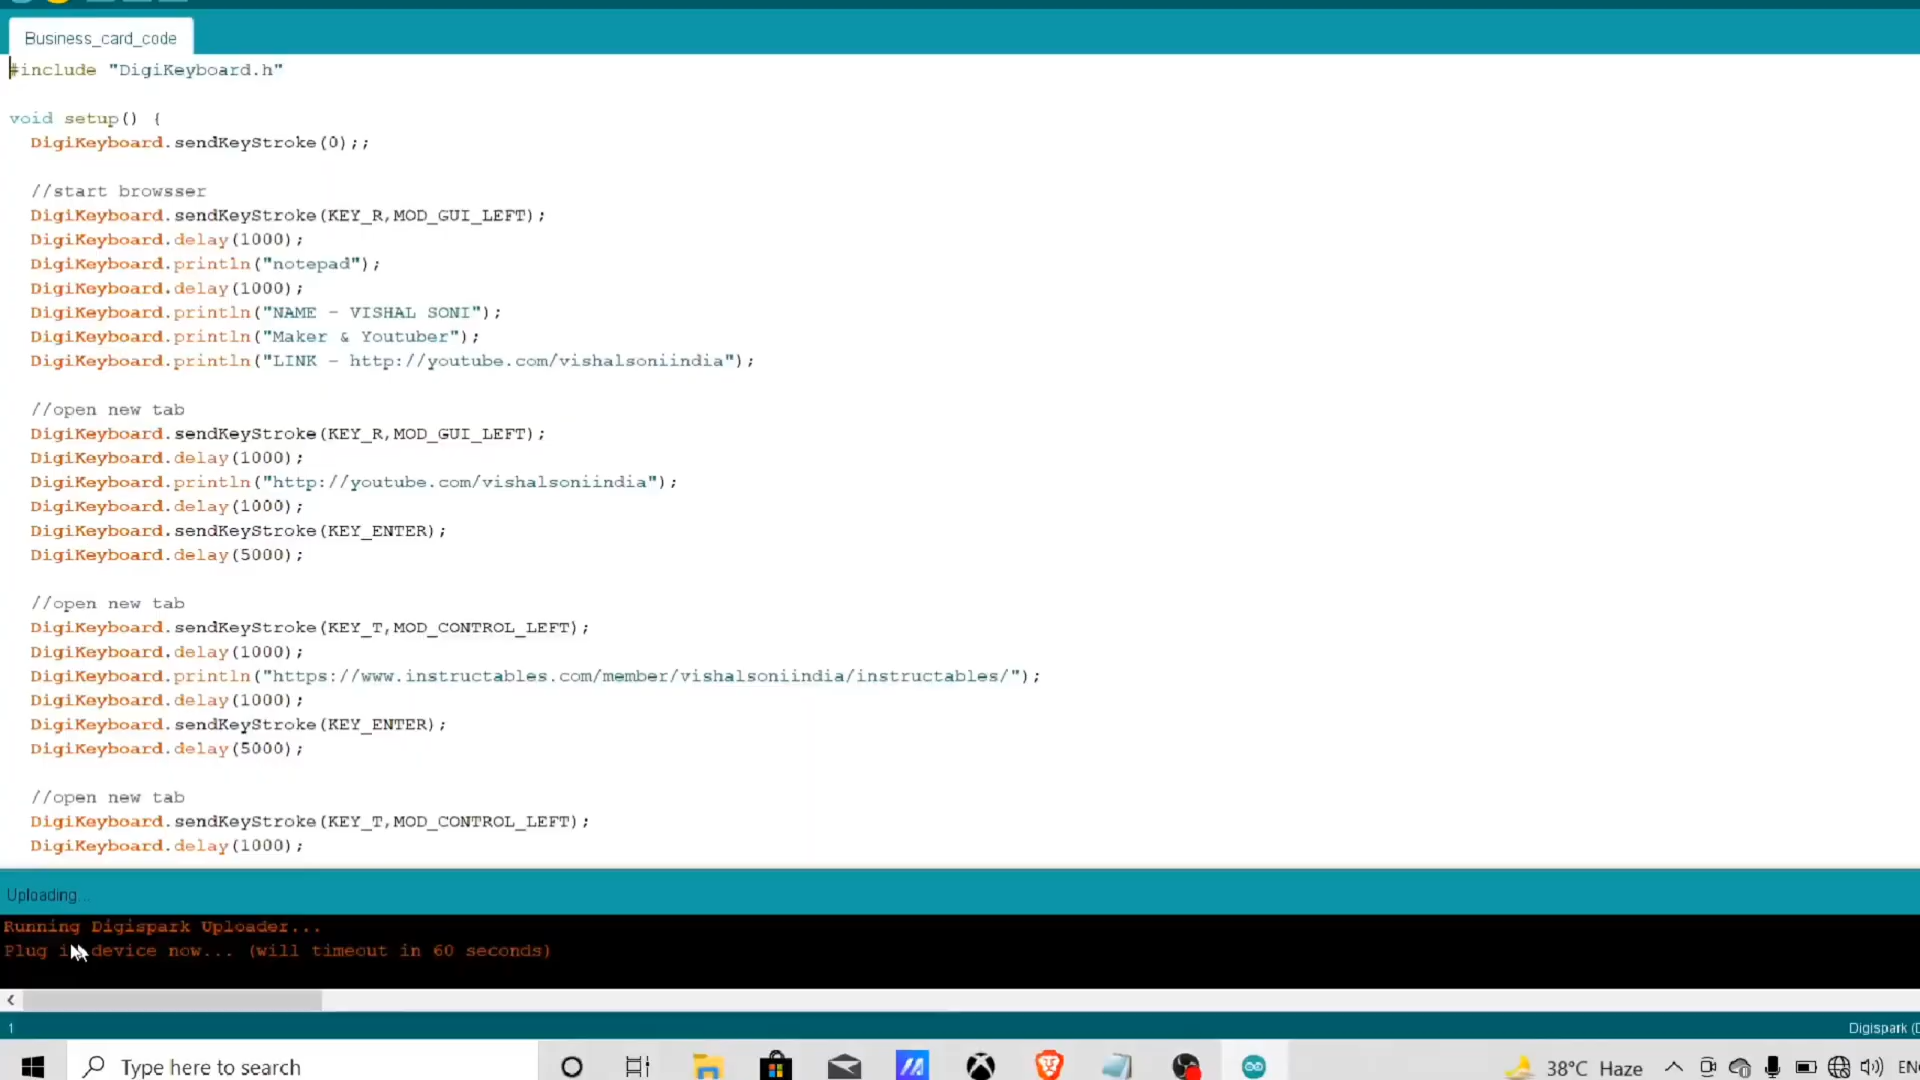 Business_card_code
#include "DigiKeyboard.h"
void setup() {
DigiKeyboard.sendKeyStroke(0);;
//start browsser
DigiKeyboard.sendKeyStroke(KEY_R,MOD_GUI_LEFT);
DigiKeyboard.delay(1000);
DigiKeyboard.println("notepad");
DigiKeyboard.delay(1000);
DigiKeyboard.println("NAME - VISHAL SONI");
DigiKeyboard.println("Maker & Youtuber");
DigiKeyboard.println("LINK - http://youtube.com/vishalsoniindia");
//open new tab
DigiKeyboard.sendKeyStroke(KEY_R,MOD_GUI_LEFT);
DigiKeyboard.delay(1000);
DigiKeyboard.println("http://youtube.com/vishalsoniindia");
DigiKeyboard.delay(1000);
DigiKeyboard.sendKeyStroke(KEY_ENTER);
DigiKeyboard.delay(5000);
//open new tab
DigiKeyboard.sendKeyStroke(KEY_T,MOD_CONTROL_LEFT);
DigiKeyboard.delay(1000);
DigiKeyboard.println("https://www.instructables.com/member/vishalsoniindia/instructables/");
DigiKeyboard.delay(1000);
DigiKeyboard.sendKeyStroke(KEY_ENTER);
DigiKeyboard.delay(5000);
//open new tab
DigiKeyboard.sendKeyStroke(KEY_T,MOD_CONTROL_LEFT);
DigiKeyboard.delay(1000);
Uploading...
Running Digispark Uploader...
Plug in device now... (will timeout in 60 seconds)
1
Digispark (D
Type here to search
38°C Haze
EN